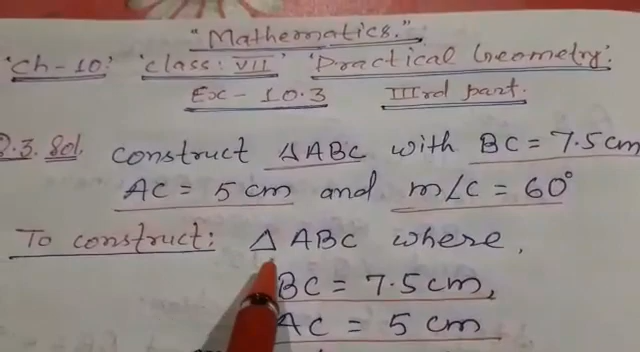 "Mathematics."
'Ch-10.' 'class: VII' 'Practical Geometry.'
Ex-10.3 IIIrd part.
Q.3. Sol. Construct ΔABC with BC = 7.5cm
AC = 5 cm and m∠C = 60°
To construct: Δ ABC where,
BC = 7.5cm,
AC = 5 cm